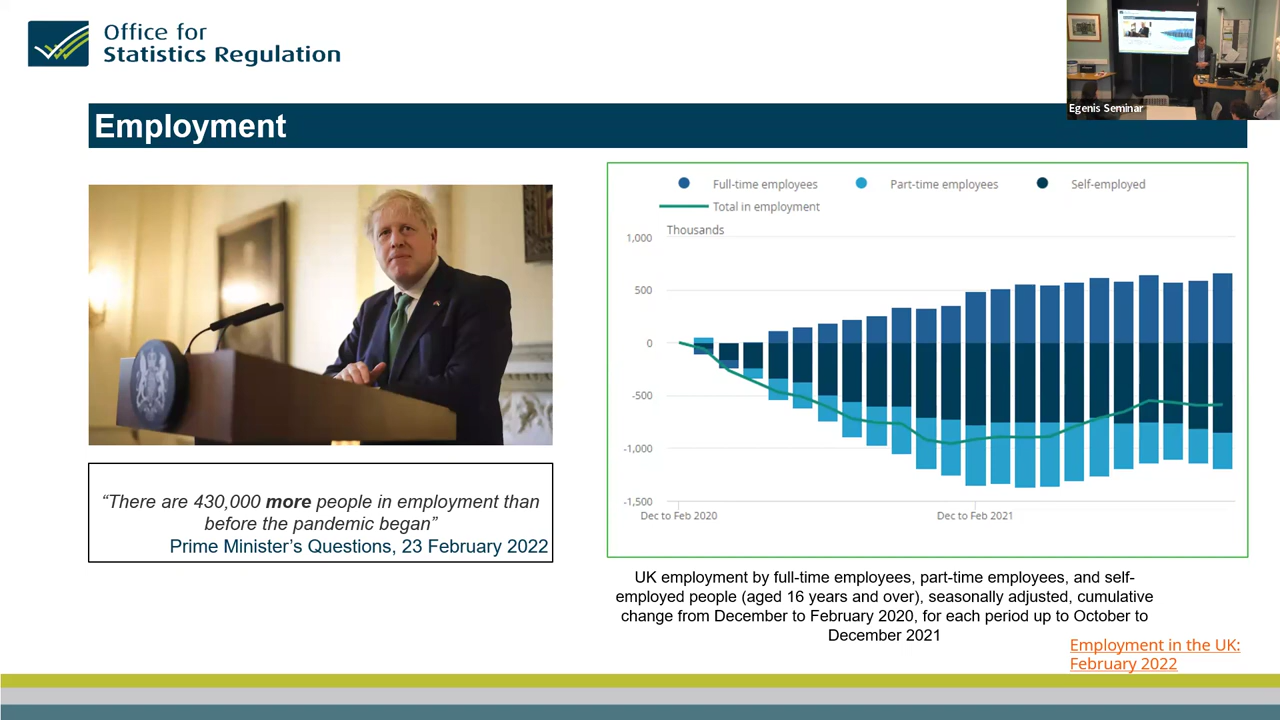 Office for
Statistics Regulation
Egenis Seminar
Employment
Full-time employees
Part-time employees
Self-employed
Total in employment
Thousands
1,000
500
0
-500
-1,000
-1,500
Dec to Feb 2020
Dec to Feb 2021
“There are 430,000 more people in employment than
before the pandemic began”
Prime Minister’s Questions, 23 February 2022
UK employment by full-time employees, part-time employees, and self-
employed people (aged 16 years and over), seasonally adjusted, cumulative
change from December to February 2020, for each period up to October to
December 2021
Employment in the UK:
February 2022